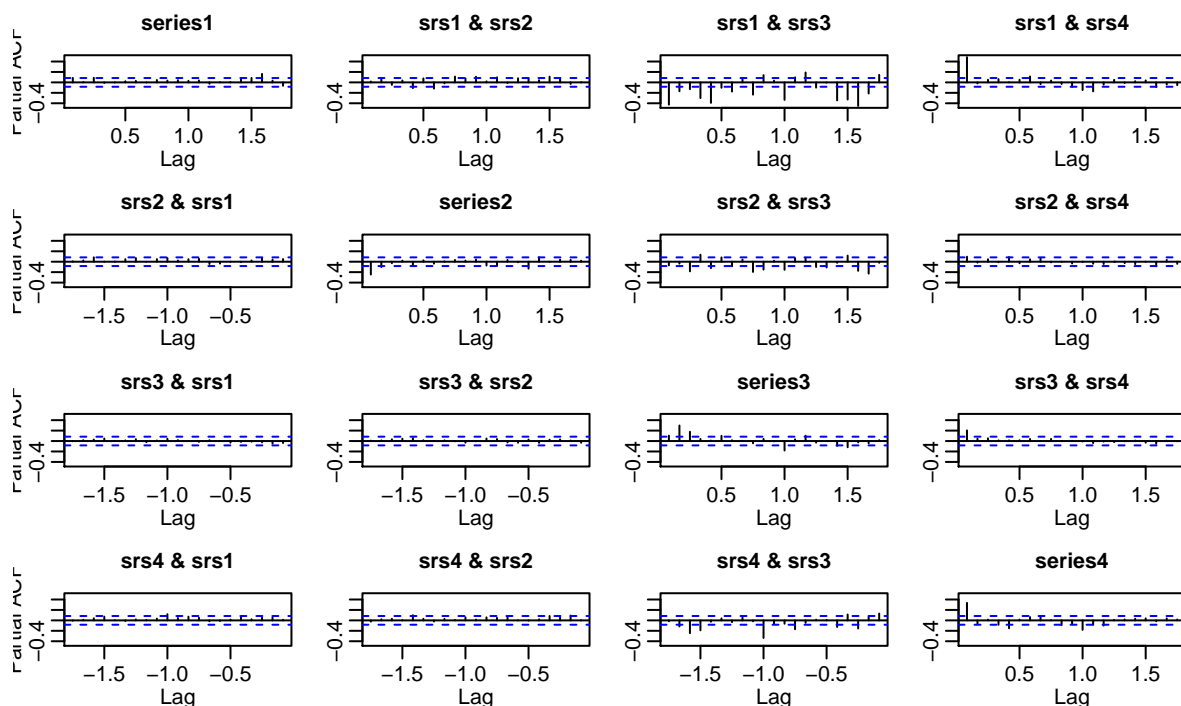 series1
srs1 & srs2
srs1 & srs3
srs1 & srs4
Partial ACF
-0.4
-0.4
-0.4
-0.4
0.5 1.0 1.5
0.5 1.0 1.5
0.5 1.0 1.5
0.5 1.0 1.5
Lag
Lag
Lag
Lag
srs2 & srs1
series2
srs2 & srs3
srs2 & srs4
Partial ACF
-0.4
-0.4
-0.4
-0.4
-1.5 -1.0 -0.5
0.5 1.0 1.5
0.5 1.0 1.5
0.5 1.0 1.5
Lag
Lag
Lag
Lag
srs3 & srs1
srs3 & srs2
series3
srs3 & srs4
Partial ACF
-0.4
-0.4
-0.4
-0.4
-1.5 -1.0 -0.5
-1.5 -1.0 -0.5
0.5 1.0 1.5
0.5 1.0 1.5
Lag
Lag
Lag
Lag
srs4 & srs1
srs4 & srs2
srs4 & srs3
series4
Partial ACF
-0.4
-0.4
-0.4
-0.4
-1.5 -1.0 -0.5
-1.5 -1.0 -0.5
-1.5 -1.0 -0.5
0.5 1.0 1.5
Lag
Lag
Lag
Lag